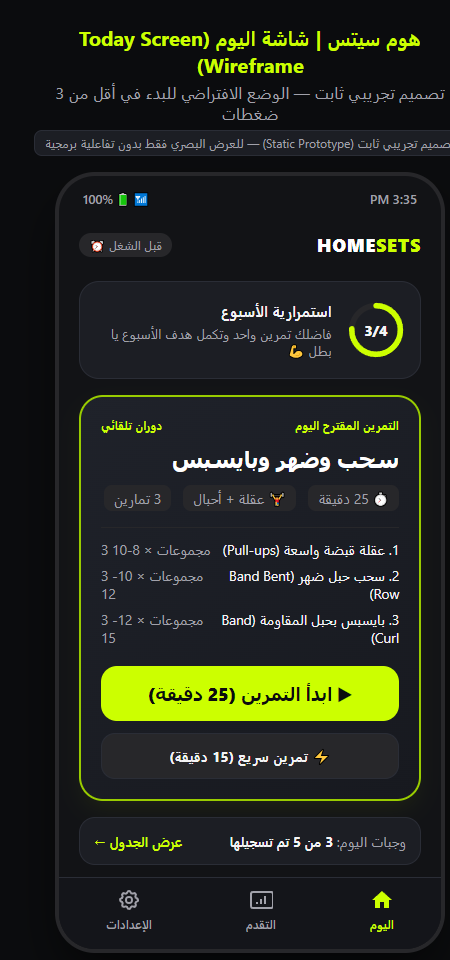 هوم سيتس | شاشة اليوم (Today Screen
Wireframe)
تصميم تجريبي ثابت — الوضع الافتراضي للبدء في أقل من 3
ضغطات
صميم تجريبي ثابت (Static Prototype) — للعرض البصري فقط بدون تفاعلية برمجية
3:35 PM
100%
HOMESETS
قبل الشغل
استمرارية الأسبوع
3/4
فاضلك تمرين واحد وتكمل هدف الأسبوع يا
بطل
التمرين المقترح اليوم
دوران تلقائي
سحب وضهر وبايسبس
25 دقيقة
عقلة + أحبال
3 تمارين
1. عقلة قبضة واسعة (Pull-ups)
3 مجموعات × 8-10
2. سحب حبل ضهر (Band Bent
Row)
3 مجموعات × 10-
12
3. بايسبس بحبل المقاومة (Band
Curl)
3 مجموعات × 12-
15
▶ ابدأ التمرين (25 دقيقة)
⚡ تمرين سريع (15 دقيقة)
وجبات اليوم: 3 من 5 تم تسجيلها
عرض الجدول ←
اليوم
التقدم
الإعدادات